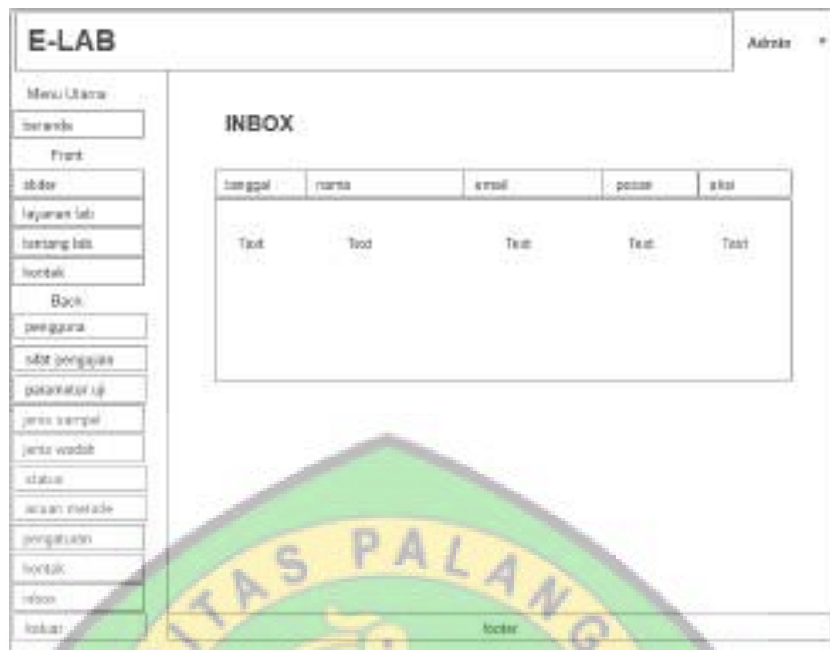 E-LAB
Admin
Menu Utama
beranda
Front
slider
layanan lab
tentang lab
kontak
Back
pengguna
sifat pengujian
parameter uji
jenis sampel
jenis wadah
status
acuan metode
pengaturan
kontak
inbox
keluar
INBOX
tanggal nama email pesan aksi
Text Text Text Text Text
footer
ITAS PALANG